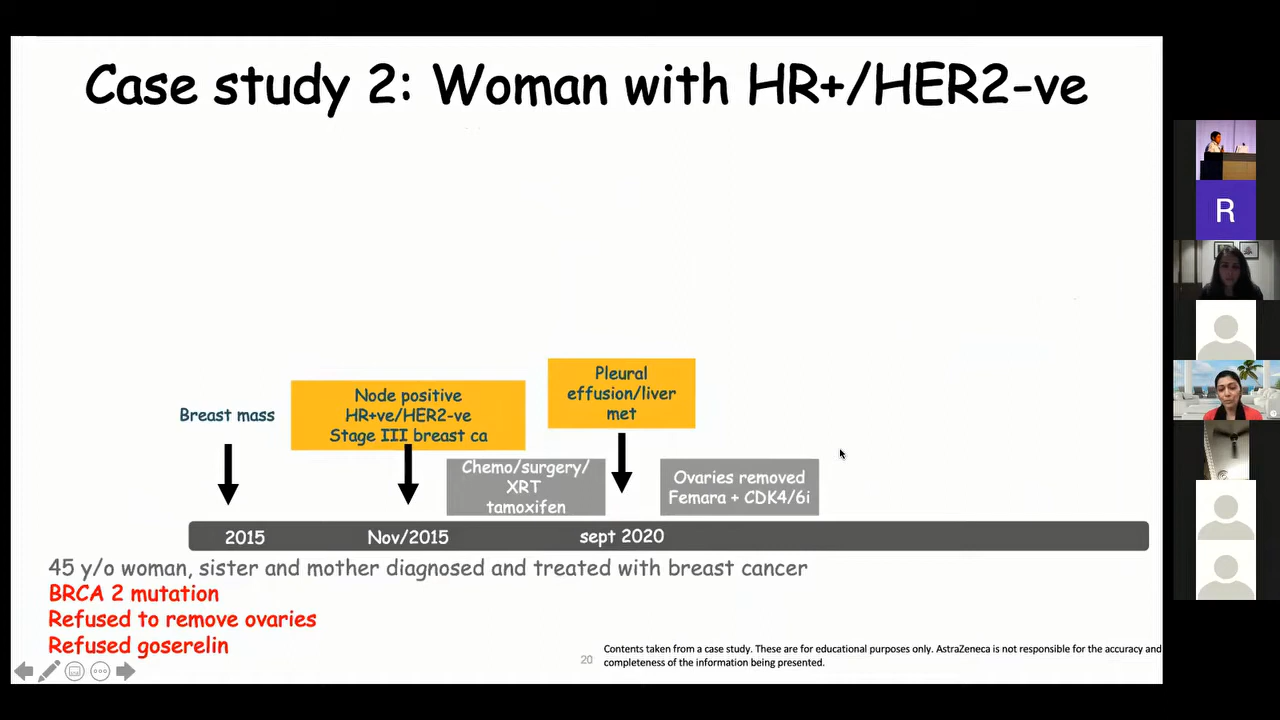 Case study 2: Woman with HR+/HER2-ve
Breast mass
Node positive
HR+ve/HER2-ve
Stage III breast ca
Pleural
effusion/liver
met
Chemo/surgery/
XRT
tamoxifen
Ovaries removed
Femara + CDK4/6i
2015
Nov/2015
sept 2020
45 y/o woman, sister and mother diagnosed and treated with breast cancer
BRCA 2 mutation
Refused to remove ovaries
Refused goserelin
20
Contents taken from a case study. These are for educational purposes only. AstraZeneca is not responsible for the accuracy and
completeness of the information being presented.
R